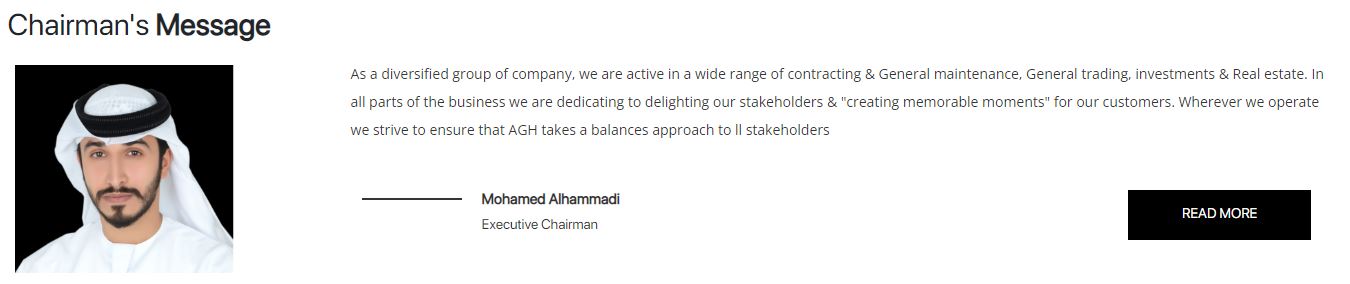 Chairman's Message
As a diversified group of company, we are active in a wide range of contracting & General maintenance, General trading, investments & Real estate. In
all parts of the business we are dedicating to delighting our stakeholders & "creating memorable moments" for our customers. Wherever we operate
we strive to ensure that AGH takes a balances approach to ll stakeholders
Mohamed Alhammadi
Executive Chairman
READ MORE